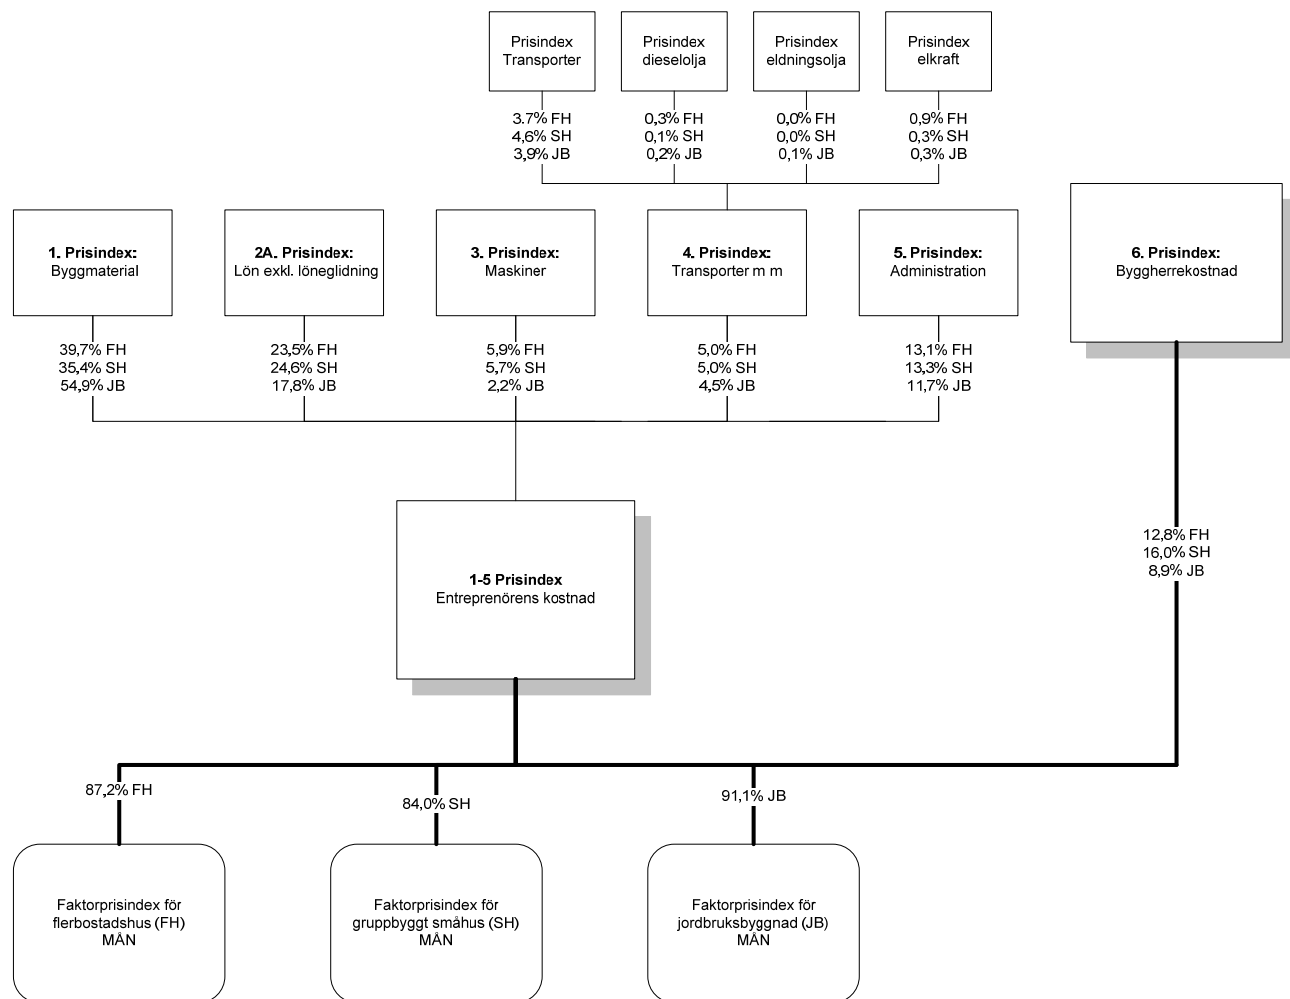 Prisindex
Transporter
Prisindex
dieselolja
Prisindex
eldningsolja
Prisindex
elkraft
3.7% FH
4,6% SH
3,9% JB
0,3% FH
0,1% SH
0,2% JB
0,0% FH
0,0% SH
0,1% JB
0,9% FH
0,3% SH
0,3% JB
1. Prisindex:
Byggmaterial
2A. Prisindex:
Lön exkl. löneglidning
3. Prisindex:
Maskiner
4. Prisindex:
Transporter m m
5. Prisindex:
Administration
6. Prisindex:
Byggherrekostnad
39,7% FH
35,4% SH
54,9% JB
23,5% FH
24,6% SH
17,8% JB
5,9% FH
5,7% SH
2,2% JB
5,0% FH
5,0% SH
4,5% JB
13,1% FH
13,3% SH
11,7% JB
12,8% FH
16,0% SH
8,9% JB
1-5 Prisindex
Entreprenörens kostnad
87,2% FH
84,0% SH
91,1% JB
Faktorprisindex för
flerbostadshus (FH)
MÅN
Faktorprisindex för
gruppbyggt småhus (SH)
MÅN
Faktorprisindex för
jordbruksbyggnad (JB)
MÅN